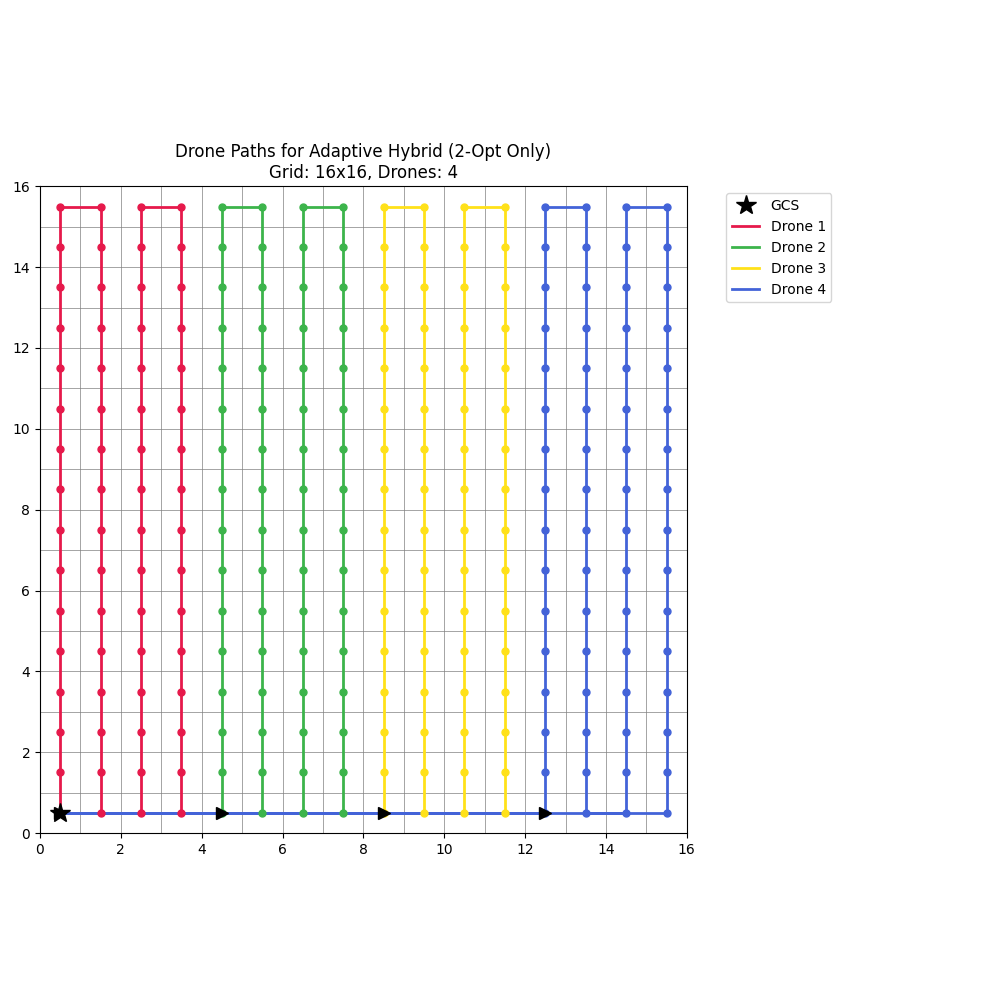 Drone Paths for Adaptive Hybrid (2-Opt Only)
Grid: 16x16, Drones: 4
GCS
Drone 1
Drone 2
Drone 3
Drone 4
16
14
12
10
8
6
4
2
0
0 2 4 6 8 10 12 14 16